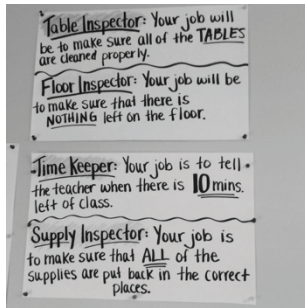 Table Inspector: Your job will
be to make sure all of the TABLES
are cleaned properly.
Floor Inspector: Your job will be
to make sure that there is
NOTHING left on the floor.
Time Keeper: Your job is to tell
the teacher when there is 10 mins.
left of class.
Supply Inspector: Your job is
to make sure that ALL of the
supplies are put back in the correct
places.